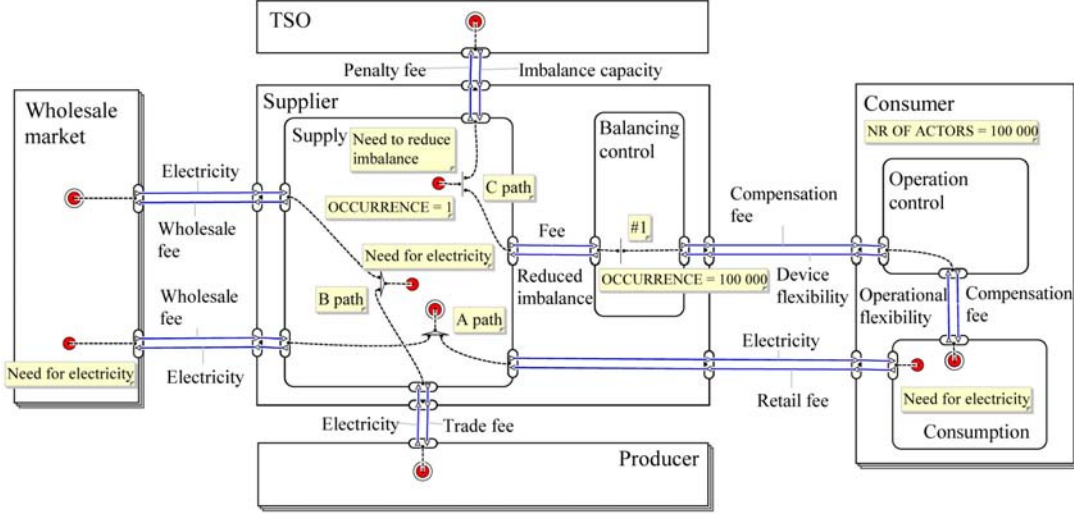 TSO
Penalty fee
Imbalance capacity
Wholesale
market
Supplier
Consumer
NR OF ACTORS = 100 000
Supply
Need to reduce
imbalance
Balancing
control
Operation
control
Electricity
C path
OCCURRENCE = 1
Compensation
fee
Wholesale
fee
Fee
#1
Need for electricity
Reduced
imbalance
OCCURRENCE = 100 000
Device
flexibility
Operational
flexibility
Compensation
fee
Wholesale
fee
B path
A path
Electricity
Need for electricity
Electricity
Retail fee
Need for electricity
Consumption
Electricity
Trade fee
Producer